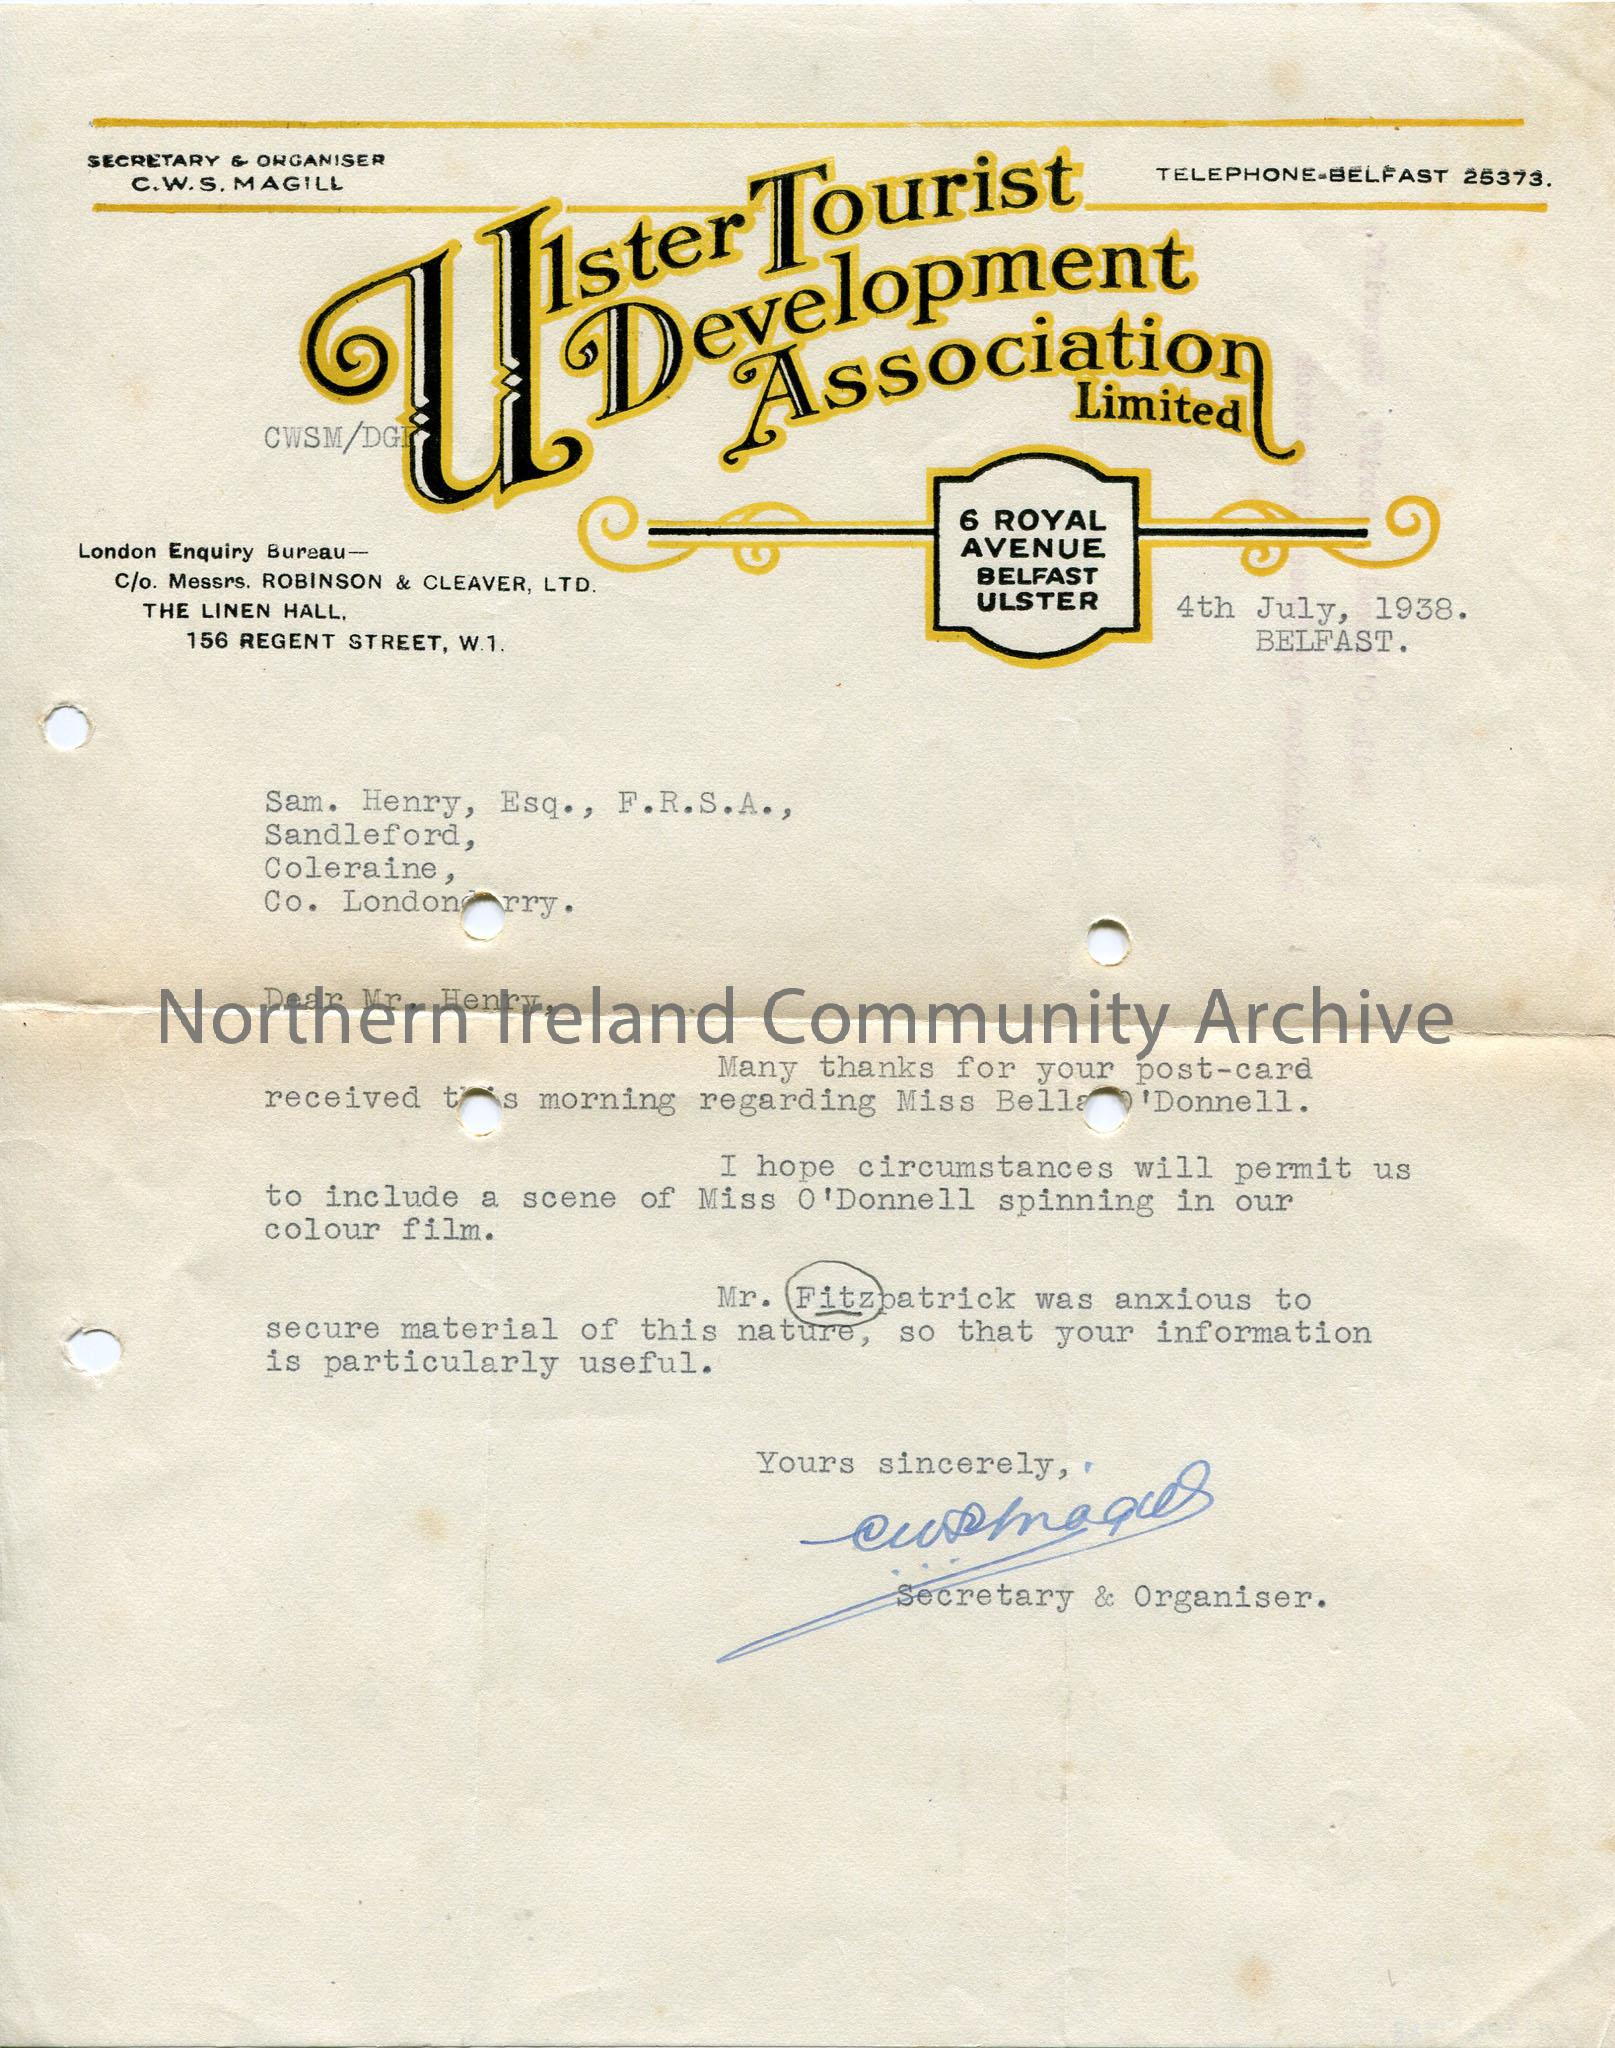 SECRETARY & ORGANISER
C.W.S. MAGILL
TELEPHONE-BELFAST 25373.
Ulster Tourist
Development
Association
Limited
CWSM/DG
6 ROYAL
AVENUE
BELFAST
ULSTER
London Enquiry Bureau—
C/o. Messrs. ROBINSON & CLEAVER, LTD.
THE LINEN HALL,
156 REGENT STREET, W.1.
4th July, 1938.
BELFAST.
Sam. Henry, Esq., F.R.S.A.,
Sandleford,
Coleraine,
Co. Londonderry.
Dear Mr. Henry,
Northern Ireland Community Archive
Many thanks for your post-card
received this morning regarding Miss Bella O'Donnell.
I hope circumstances will permit us
to include a scene of Miss O'Donnell spinning in our
colour film.
Mr. Fitzpatrick was anxious to
secure material of this nature, so that your information
is particularly useful.
Yours sincerely,
CWSMagill
Secretary & Organiser.